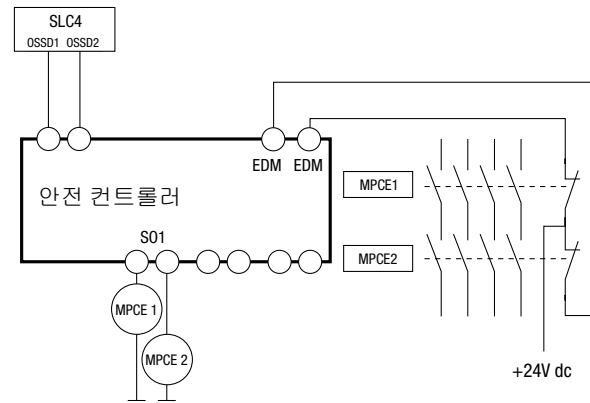 SLC4
OSSD1 OSSD2
EDM EDM
안전 컨트롤러
SO1
MPCE1
MPCE2
MPCE 1
MPCE 2
+24V dc